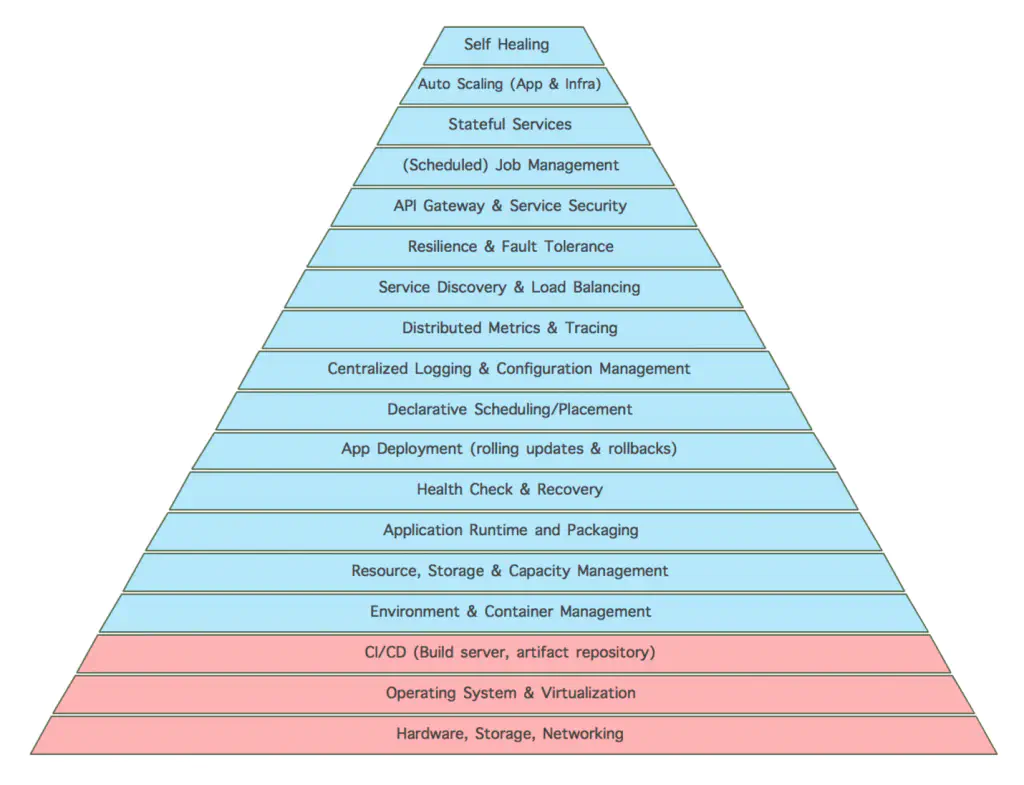 Self Healing
Auto Scaling (App & Infra)
Stateful Services
(Scheduled) Job Management
API Gateway & Service Security
Resilience & Fault Tolerance
Service Discovery & Load Balancing
Distributed Metrics & Tracing
Centralized Logging & Configuration Management
Declarative Scheduling/Placement
App Deployment (rolling updates & rollbacks)
Health Check & Recovery
Application Runtime and Packaging
Resource, Storage & Capacity Management
Environment & Container Management
CI/CD (Build server, artifact repository)
Operating System & Virtualization
Hardware, Storage, Networking